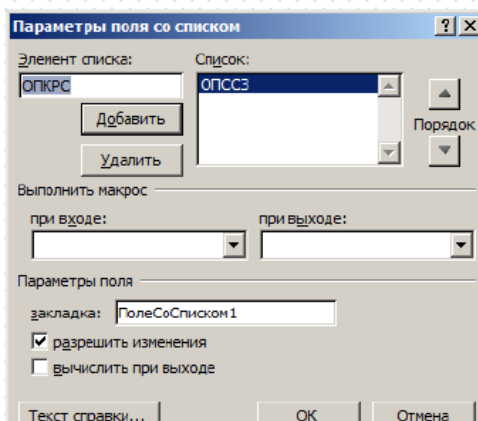 Параметры поля со списком
Элемент списка:
Список:
ОПКРС
ОПССЗ
Добавить
Порядок
Удалить
Выполнить макрос
при входе:
при выходе:
Параметры поля
закладка:
ПолеСоСписком1
разрешить изменения
вычислить при выходе
Текст справки...
ОК
Отмена